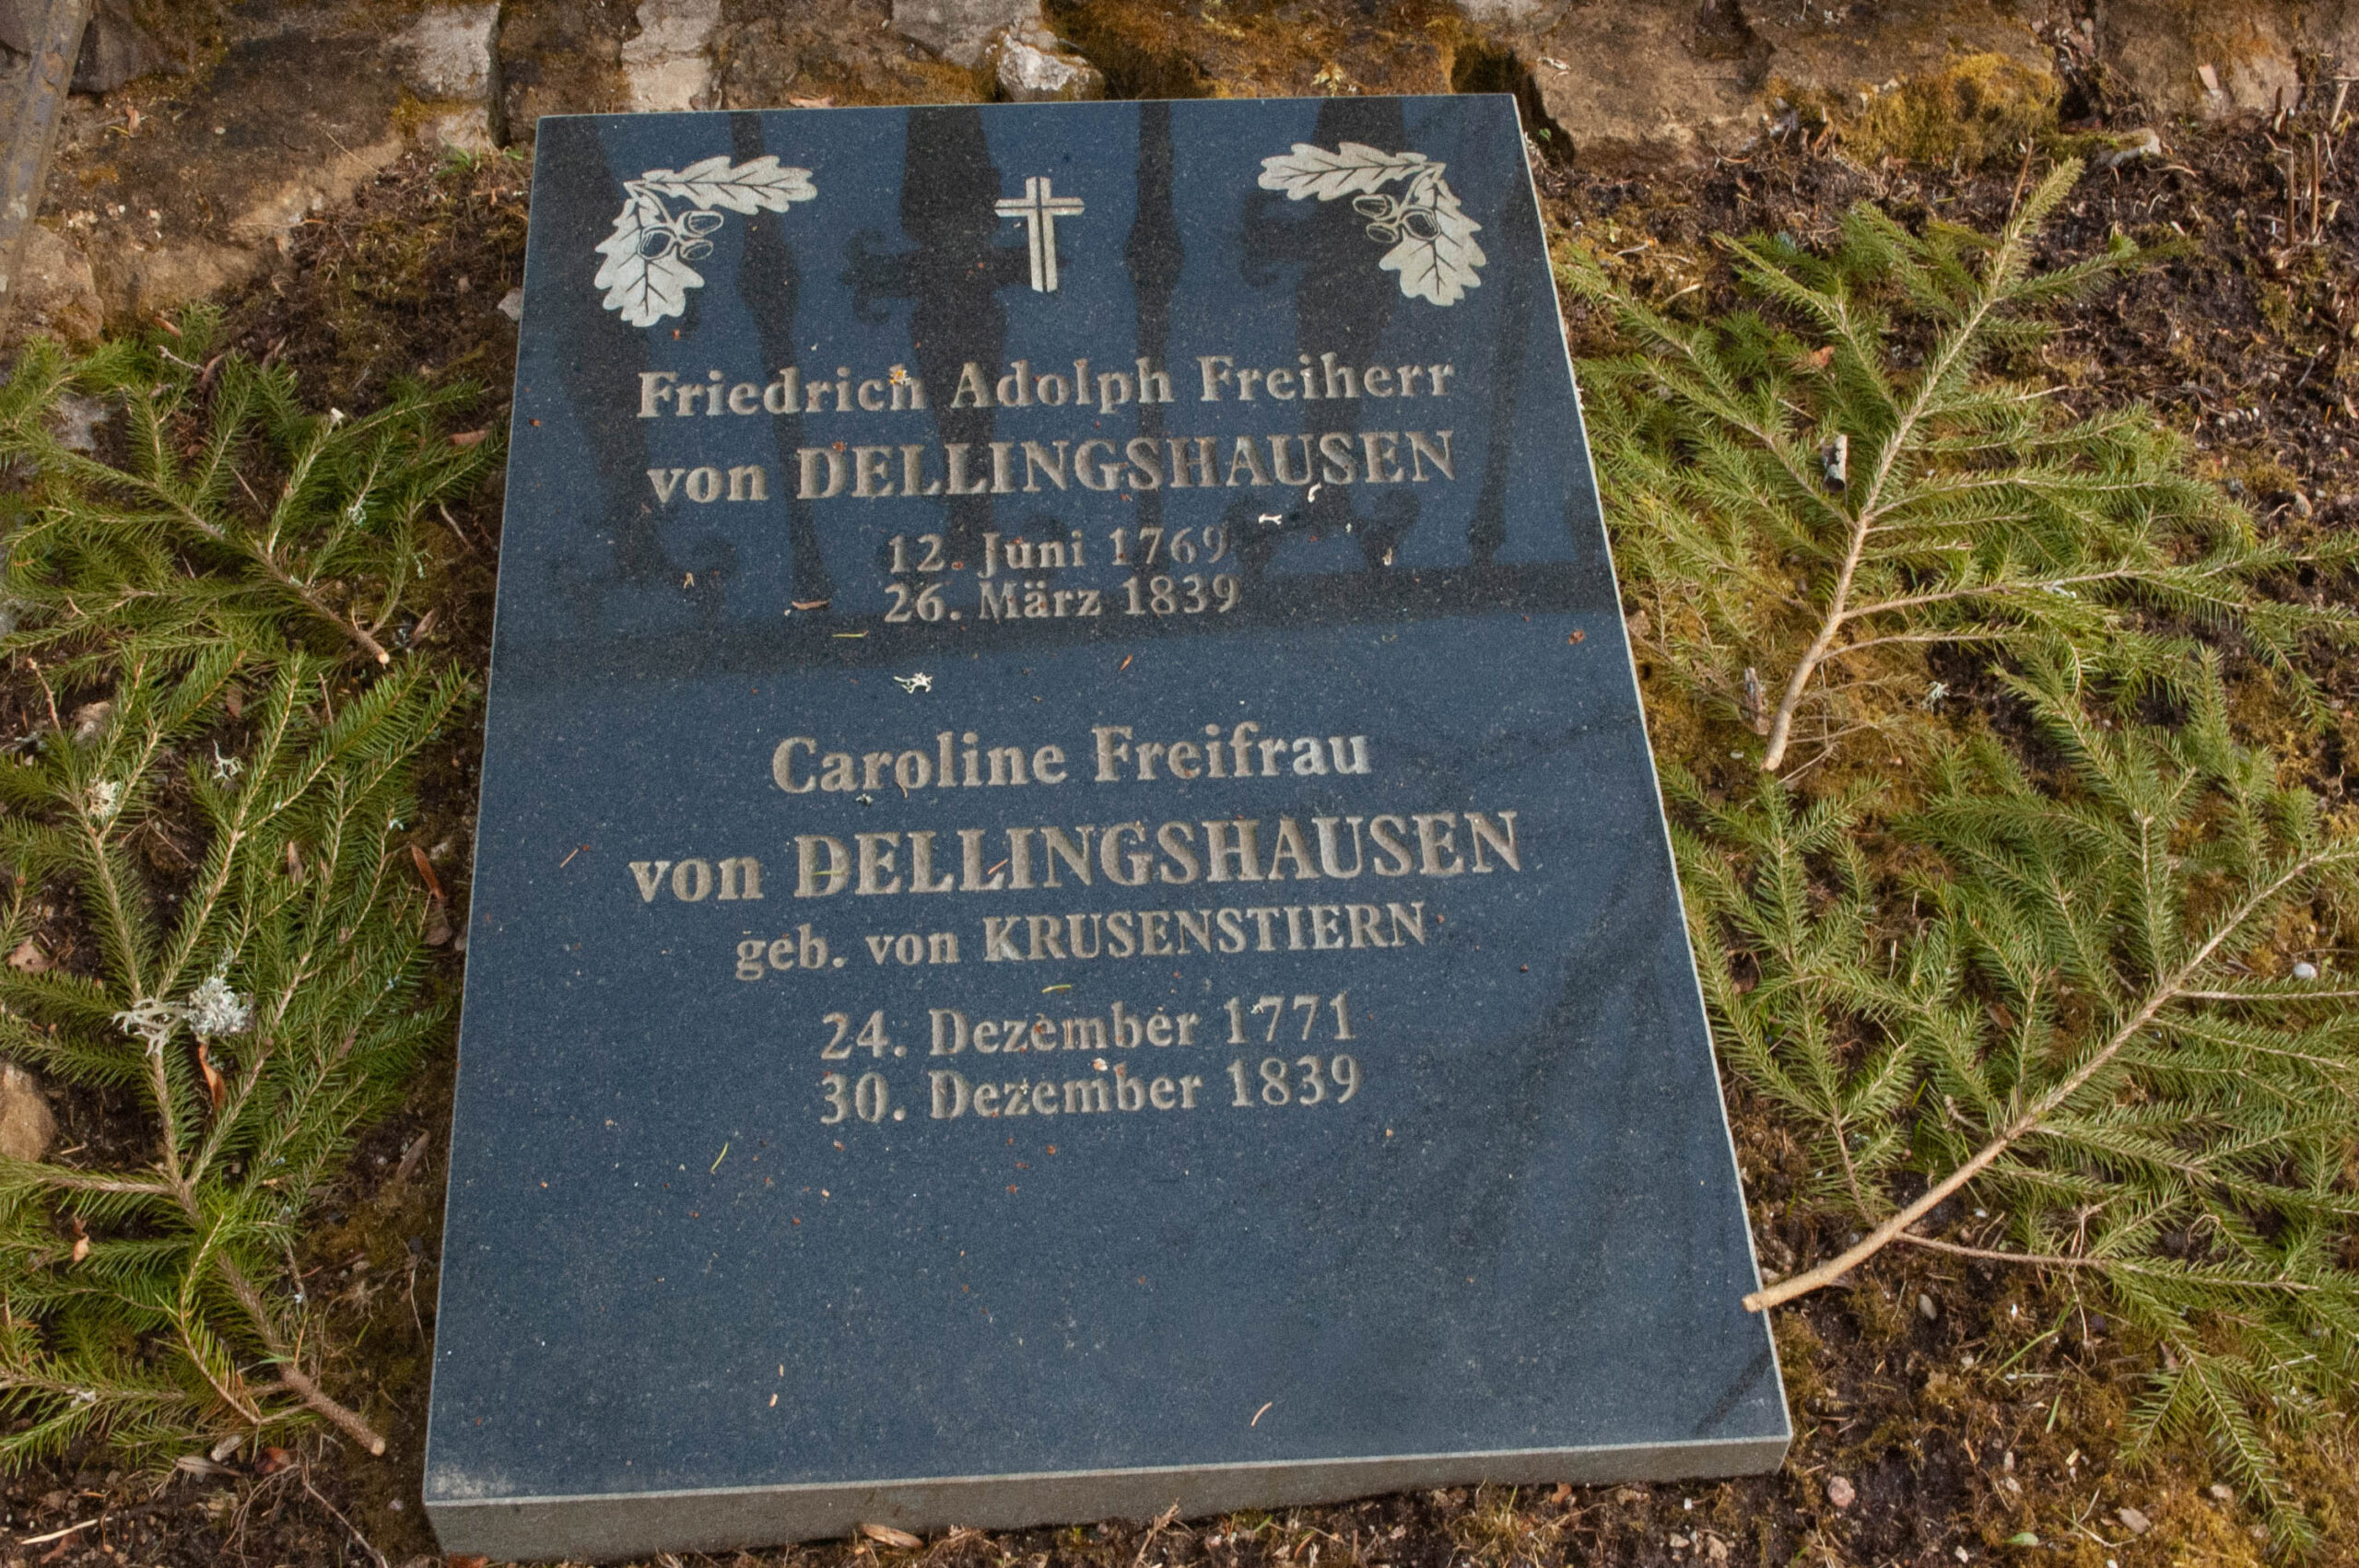 Friedrich Adolph Freiherr
von DELLINGSHAUSEN
12. Juni 1769
26. März 1839
Caroline Freifrau
von DELLINGSHAUSEN
geb. von KRUSENSTIERN
24. Dezember 1771
30. Dezember 1839